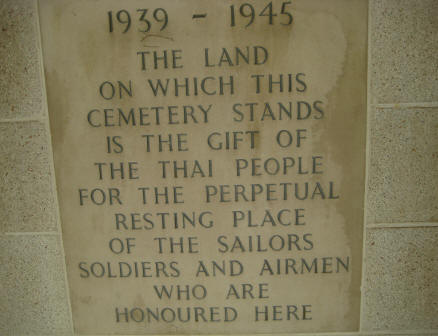 1939 - 1945
THE LAND
ON WHICH THIS
CEMETERY STANDS
IS THE GIFT OF
THE THAI PEOPLE
FOR THE PERPETUAL
RESTING PLACE
OF THE SAILORS
SOLDIERS AND AIRMEN
WHO ARE
HONOURED HERE